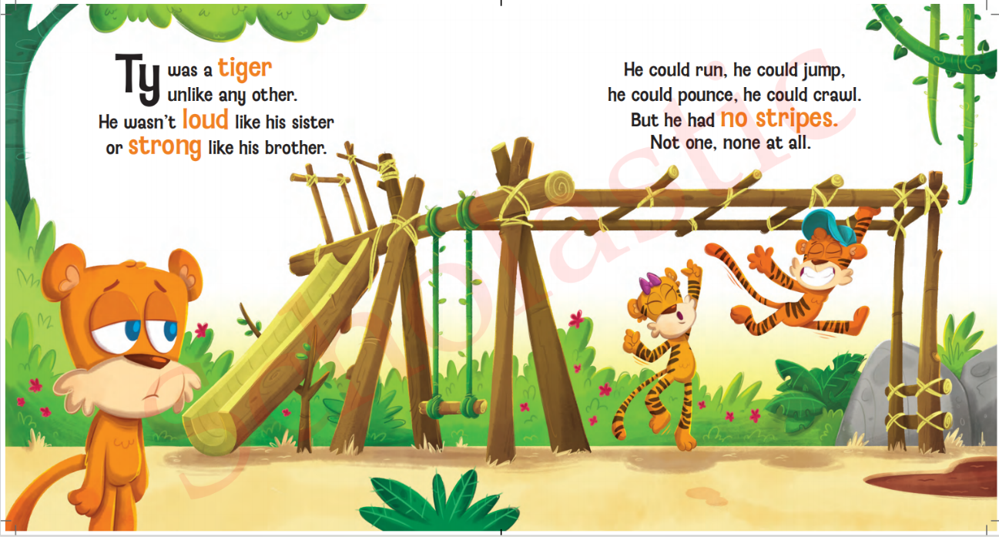 Ty was a tiger
unlike any other.
He wasn't loud like his sister
or strong like his brother.
He could run, he could jump,
he could pounce, he could crawl.
But he had no stripes.
Not one, none at all.
scholastic